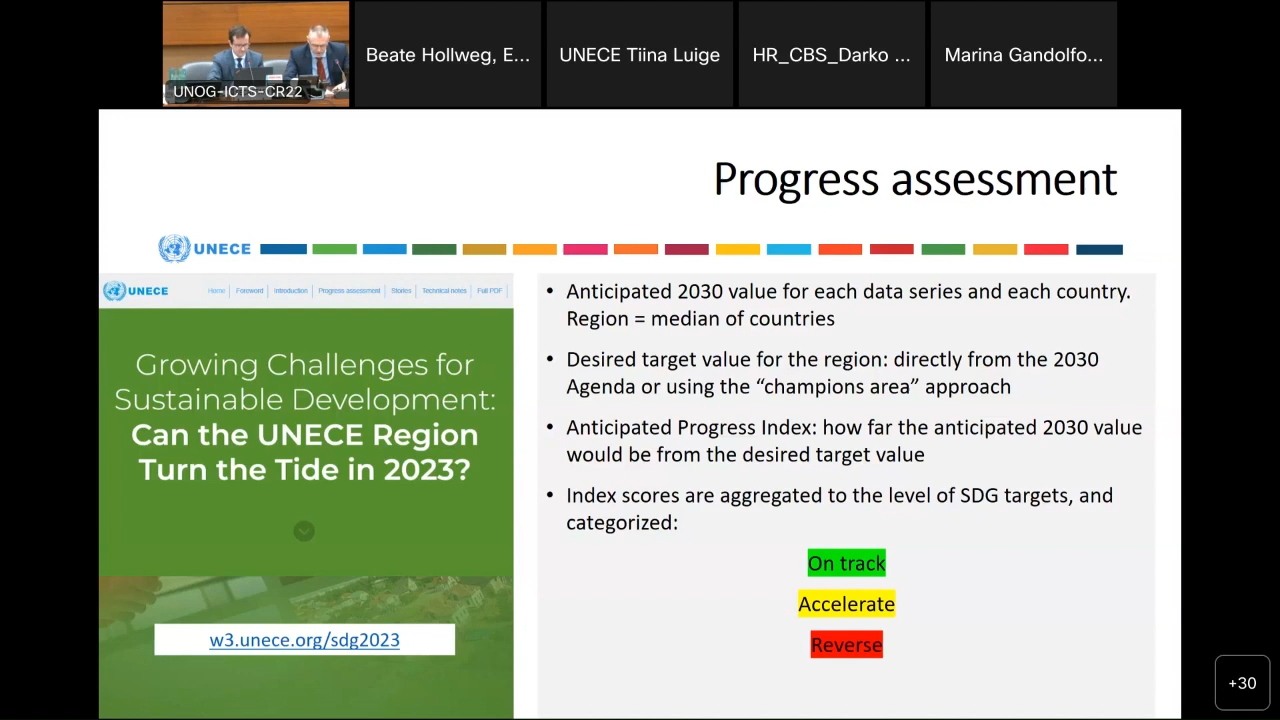 UNOG-ICTS-CR22
Beate Hollweg, E...
UNECE Tiina Luige
HR_CBS_Darko ...
Marina Gandolfo...
Progress assessment
UNECE
UNECE
Home
Foreword
Introduction
Progress assessment
Stories
Technical notes
Full PDF
Growing Challenges for
Sustainable Development:
Can the UNECE Region
Turn the Tide in 2023?
w3.unece.org/sdg2023
• Anticipated 2030 value for each data series and each country.
Region = median of countries
• Desired target value for the region: directly from the 2030
Agenda or using the “champions area” approach
• Anticipated Progress Index: how far the anticipated 2030 value
would be from the desired target value
• Index scores are aggregated to the level of SDG targets, and
categorized:
On track
Accelerate
Reverse
+30